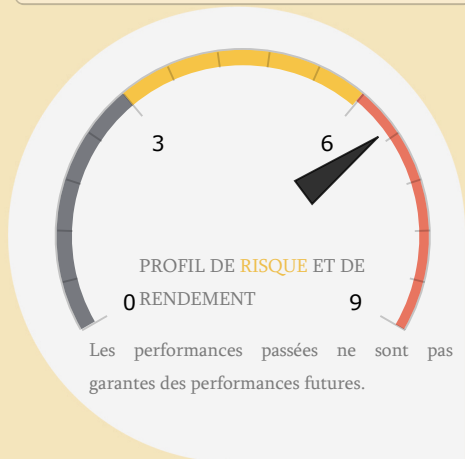 3
6
PROFIL DE RISQUE ET DE
RENDEMENT
0
9
Les performances passées ne sont pas
garantes des performances futures.